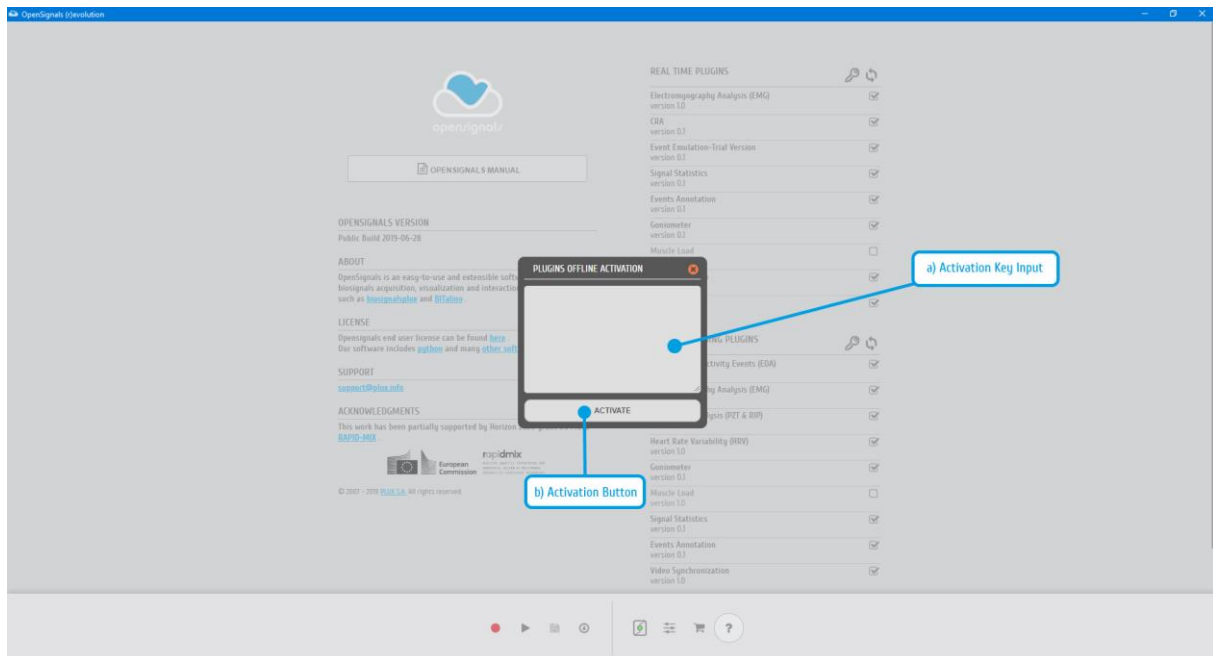 OpenSignals (r)evolution
opensignals
OPENSIGNALS MANUAL
OPENSIGNALS VERSION
Public Build 2019-06-28
ABOUT
OpenSignals is an easy-to-use and extensible
biosignals acquisition, visualization and interaction
such as biosignalsplux and BITalino .
LICENSE
Opensignals end user license can be found here .
Our software includes python and many other
SUPPORT
support@plux.info
ACKNOWLEDGMENTS
This work has been partially supported by Horizon
RAPID-MIX .
European
Commission
rapidmix
© 2007 - 2019 PLUX S.A. All rights reserved.
REAL TIME PLUGINS
Electromyography Analysis (EMG)
version 1.0
CRA
version 0.1
Event Emulation-Trial Version
version 0.1
Signal Statistics
version 0.1
Events Annotation
version 0.1
Goniometer
version 0.1
Muscle Load
PLUGINS OFFLINE ACTIVATION
ACTIVATE
a) Activation Key Input
b) Activation Button
PLUGINS
Events (EDA)
Analysis (EMG)
(PZT & RIP)
Heart Rate Variability (HRV)
version 1.0
Goniometer
version 0.1
Muscle Load
version 1.0
Signal Statistics
version 0.1
Events Annotation
version 0.1
Video Synchronization
version 1.0
?